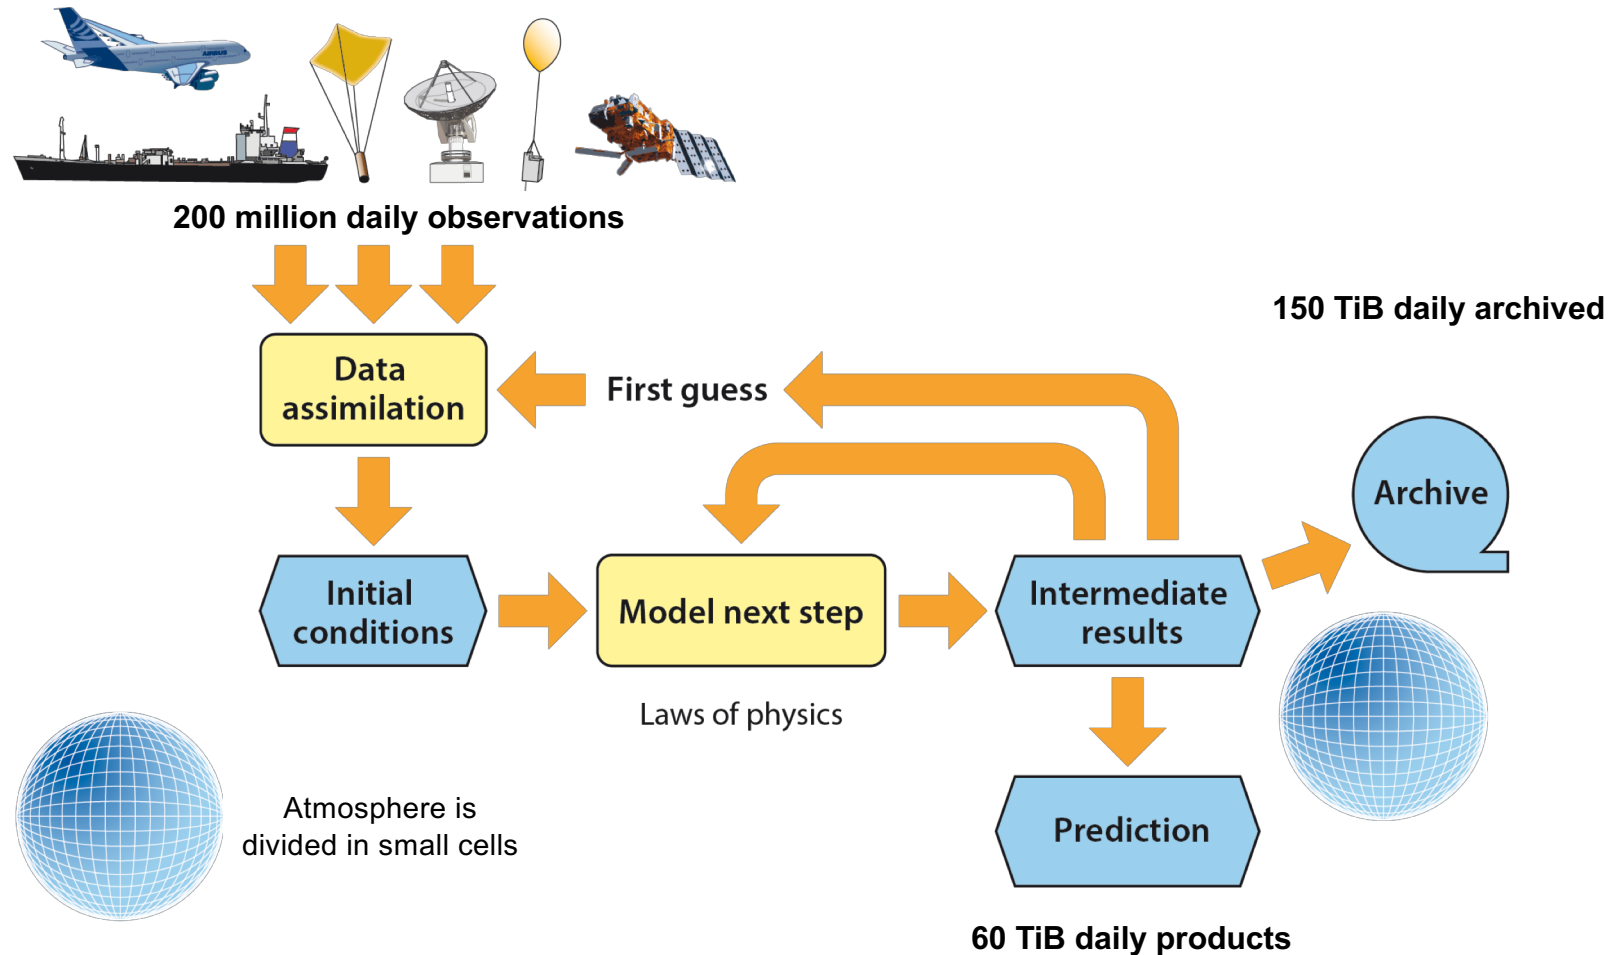 AIRBUS
200 million daily observations
150 TiB daily archived
Data
assimilation
First guess
Archive
Initial
conditions
Model next step
Intermediate
results
Laws of physics
Atmosphere is
divided in small cells
Prediction
60 TiB daily products